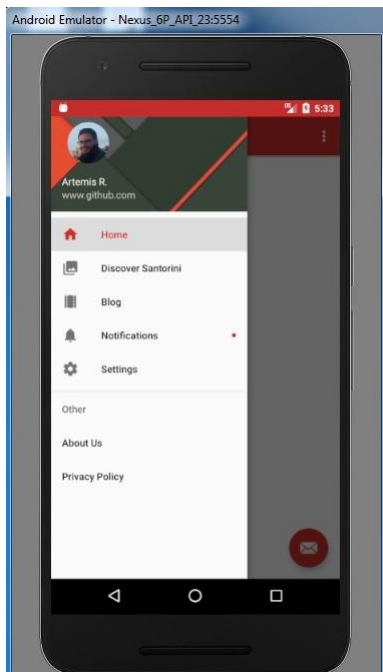 Android Emulator - Nexus_6P_API_23:5554
5:33
Artemis R.
www.github.com
Home
Discover Santorini
Blog
Notifications
Settings
Other
About Us
Privacy Policy